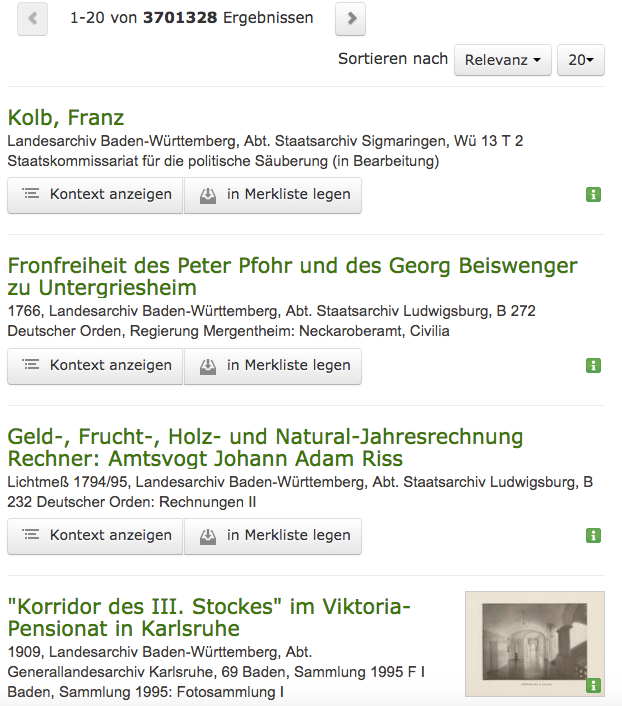 1-20 von 3701328 Ergebnissen
Sortieren nach Relevanz 20
Kolb, Franz
Landesarchiv Baden-Württemberg, Abt. Staatsarchiv Sigmaringen, Wü 13 T 2
Staatskommissariat für die politische Säuberung (in Bearbeitung)
Kontext anzeigen in Merkliste legen
Fronfreiheit des Peter Pfohr und des Georg Beiswenger
zu Untergriesheim
1766, Landesarchiv Baden-Württemberg, Abt. Staatsarchiv Ludwigsburg, B 272
Deutscher Orden, Regierung Mergentheim: Neckaroberamt, Civilia
Kontext anzeigen in Merkliste legen
Geld-, Frucht-, Holz- und Natural-Jahresrechnung
Rechner: Amtsvogt Johann Adam Riss
Lichtmeß 1794/95, Landesarchiv Baden-Württemberg, Abt. Staatsarchiv Ludwigsburg, B
232 Deutscher Orden: Rechnungen II
Kontext anzeigen in Merkliste legen
"Korridor des III. Stockes" im Viktoria-
Pensionat in Karlsruhe
1909, Landesarchiv Baden-Württemberg, Abt.
Generallandesarchiv Karlsruhe, 69 Baden, Sammlung 1995 F I
Baden, Sammlung 1995: Fotosammlung I